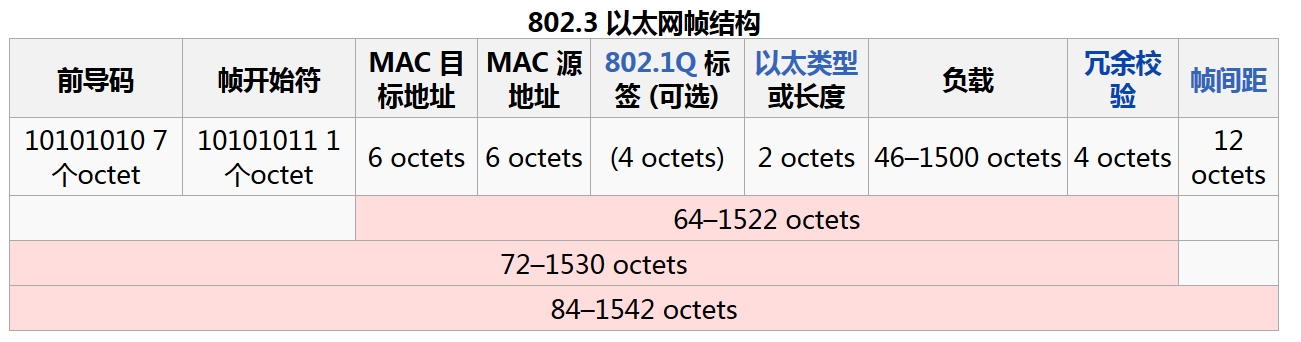 802.3 以太网帧结构
前导码
帧开始符
MAC 目
标地址
MAC 源
地址
802.1Q 标
签 (可选)
以太类型
或长度
负载
冗余校
验
帧间距
10101010 7
个octet
10101011 1
个octet
6 octets
6 octets
(4 octets)
2 octets
46–1500 octets
4 octets
12
octets
64–1522 octets
72–1530 octets
84–1542 octets